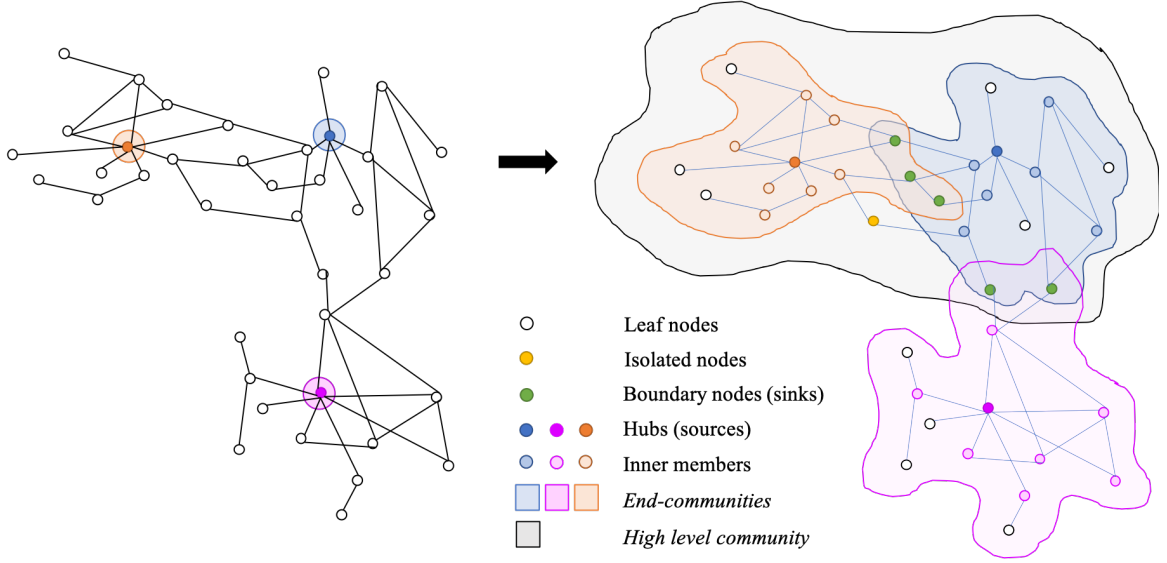 Leaf nodes
Isolated nodes
Boundary nodes (sinks)
Hubs (sources)
Inner members
End-communities
High level community